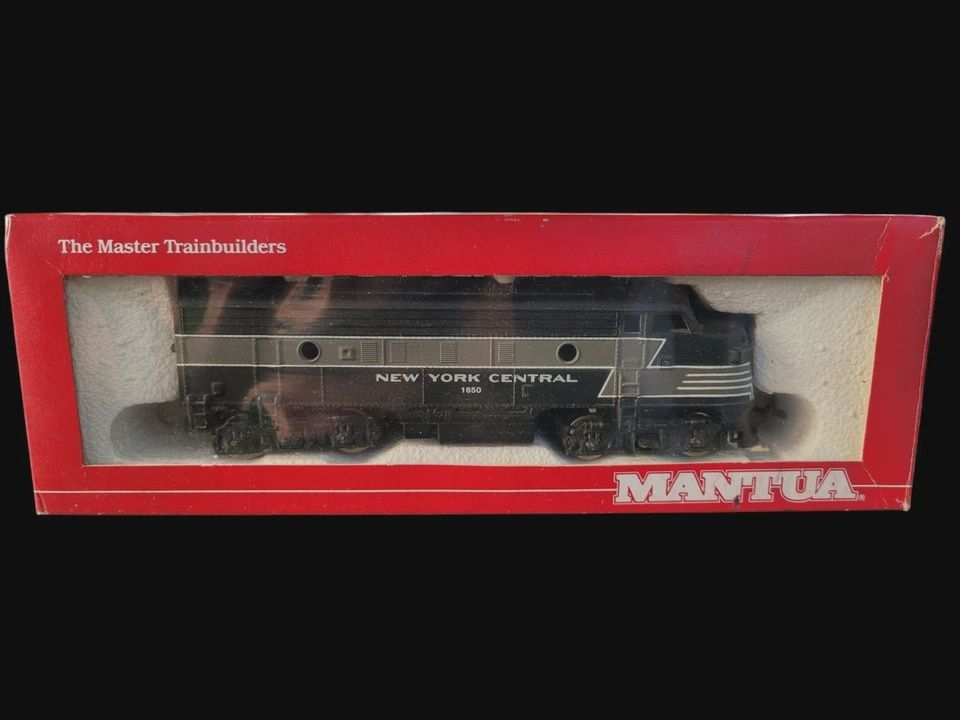 The Master Trainbuilders
NEW YORK CENTRAL
1650
MANTUA®